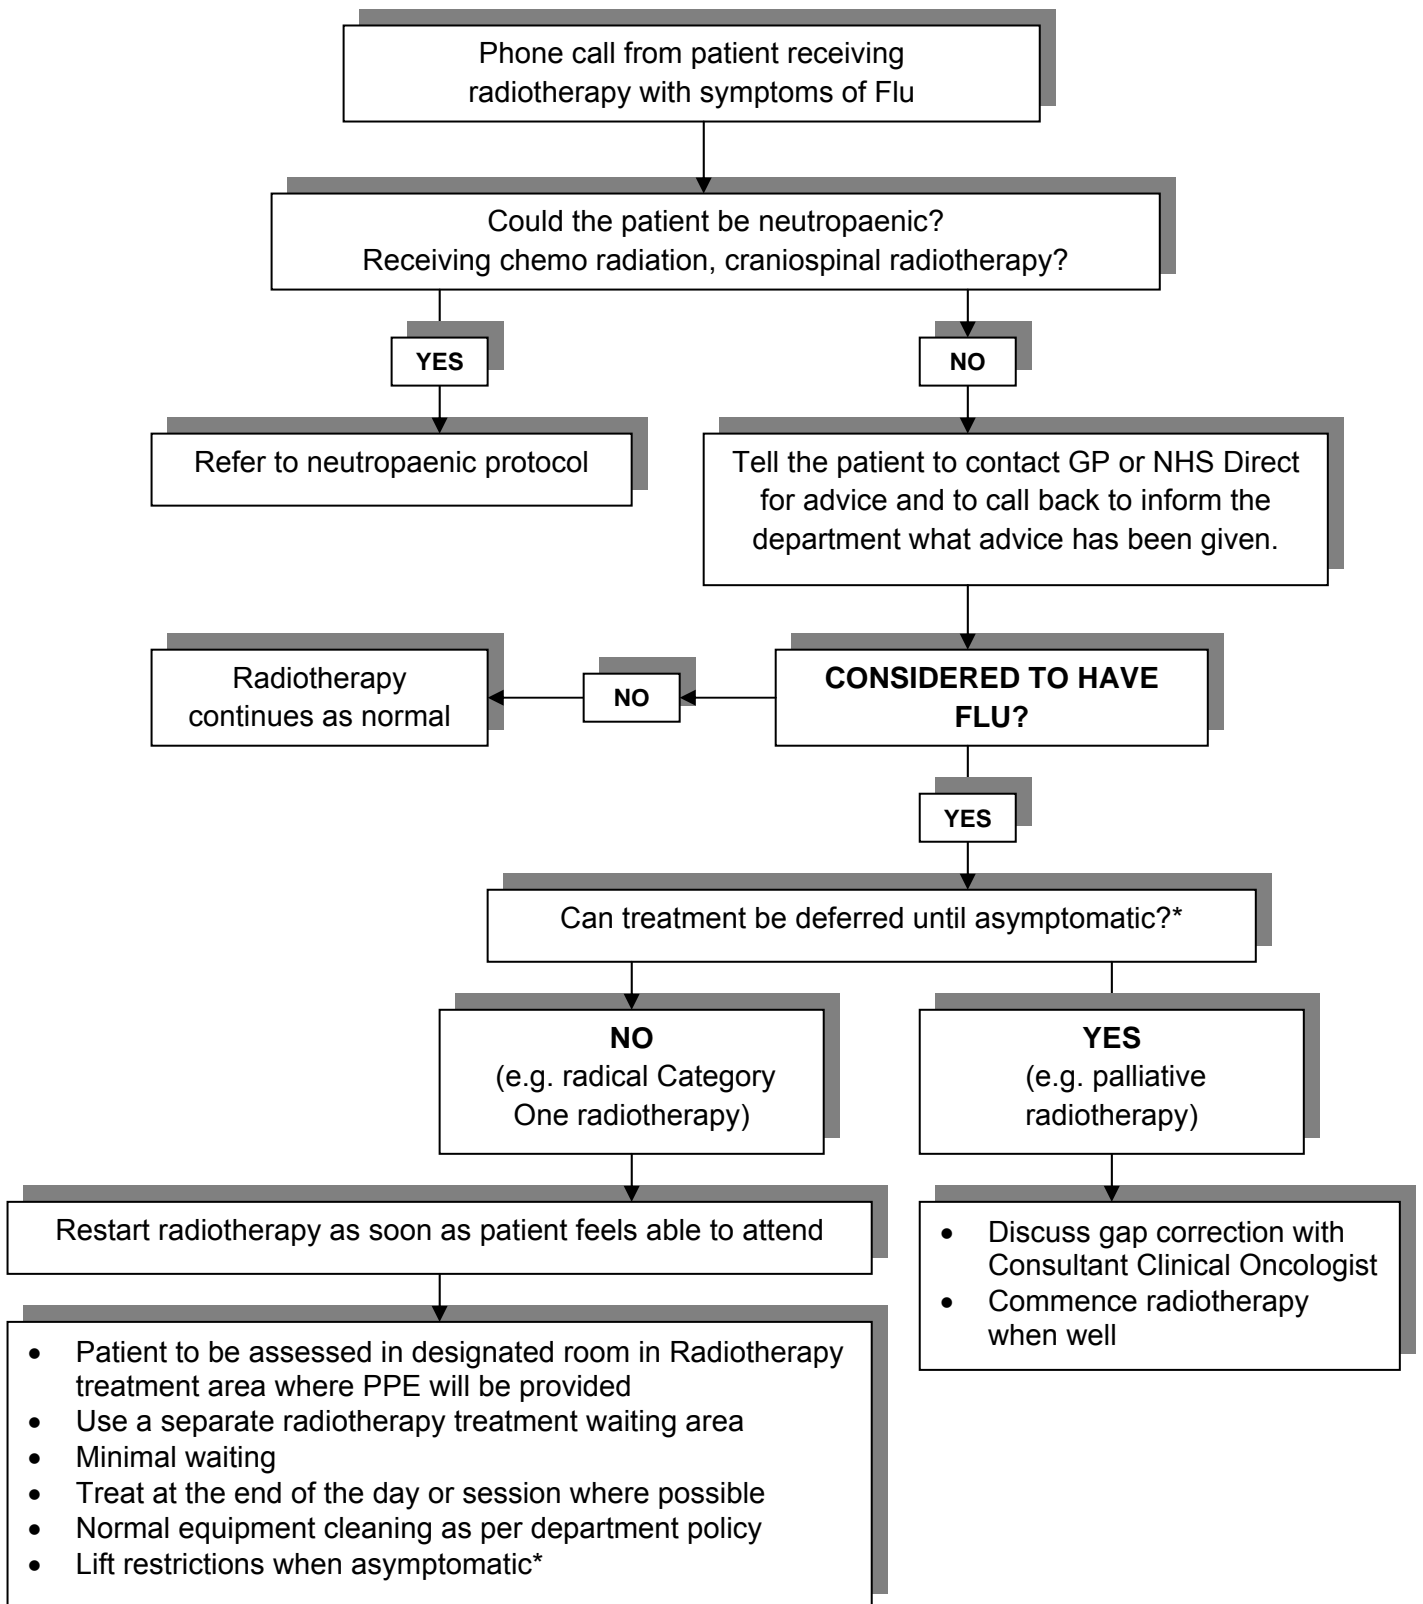 Phone call from patient receiving
radiotherapy with symptoms of Flu
Could the patient be neutropaenic?
Receiving chemo radiation, craniospinal radiotherapy?
YES
NO
Refer to neutropaenic protocol
Tell the patient to contact GP or NHS Direct
for advice and to call back to inform the
department what advice has been given.
Radiotherapy
continues as normal
NO
CONSIDERED TO HAVE
FLU?
YES
Can treatment be deferred until asymptomatic?*
NO
(e.g. radical Category
One radiotherapy)
YES
(e.g. palliative
radiotherapy)
Restart radiotherapy as soon as patient feels able to attend
• Discuss gap correction with
Consultant Clinical Oncologist
• Commence radiotherapy
when well
• Patient to be assessed in designated room in Radiotherapy
treatment area where PPE will be provided
• Use a separate radiotherapy treatment waiting area
• Minimal waiting
• Treat at the end of the day or session where possible
• Normal equipment cleaning as per department policy
• Lift restrictions when asymptomatic*